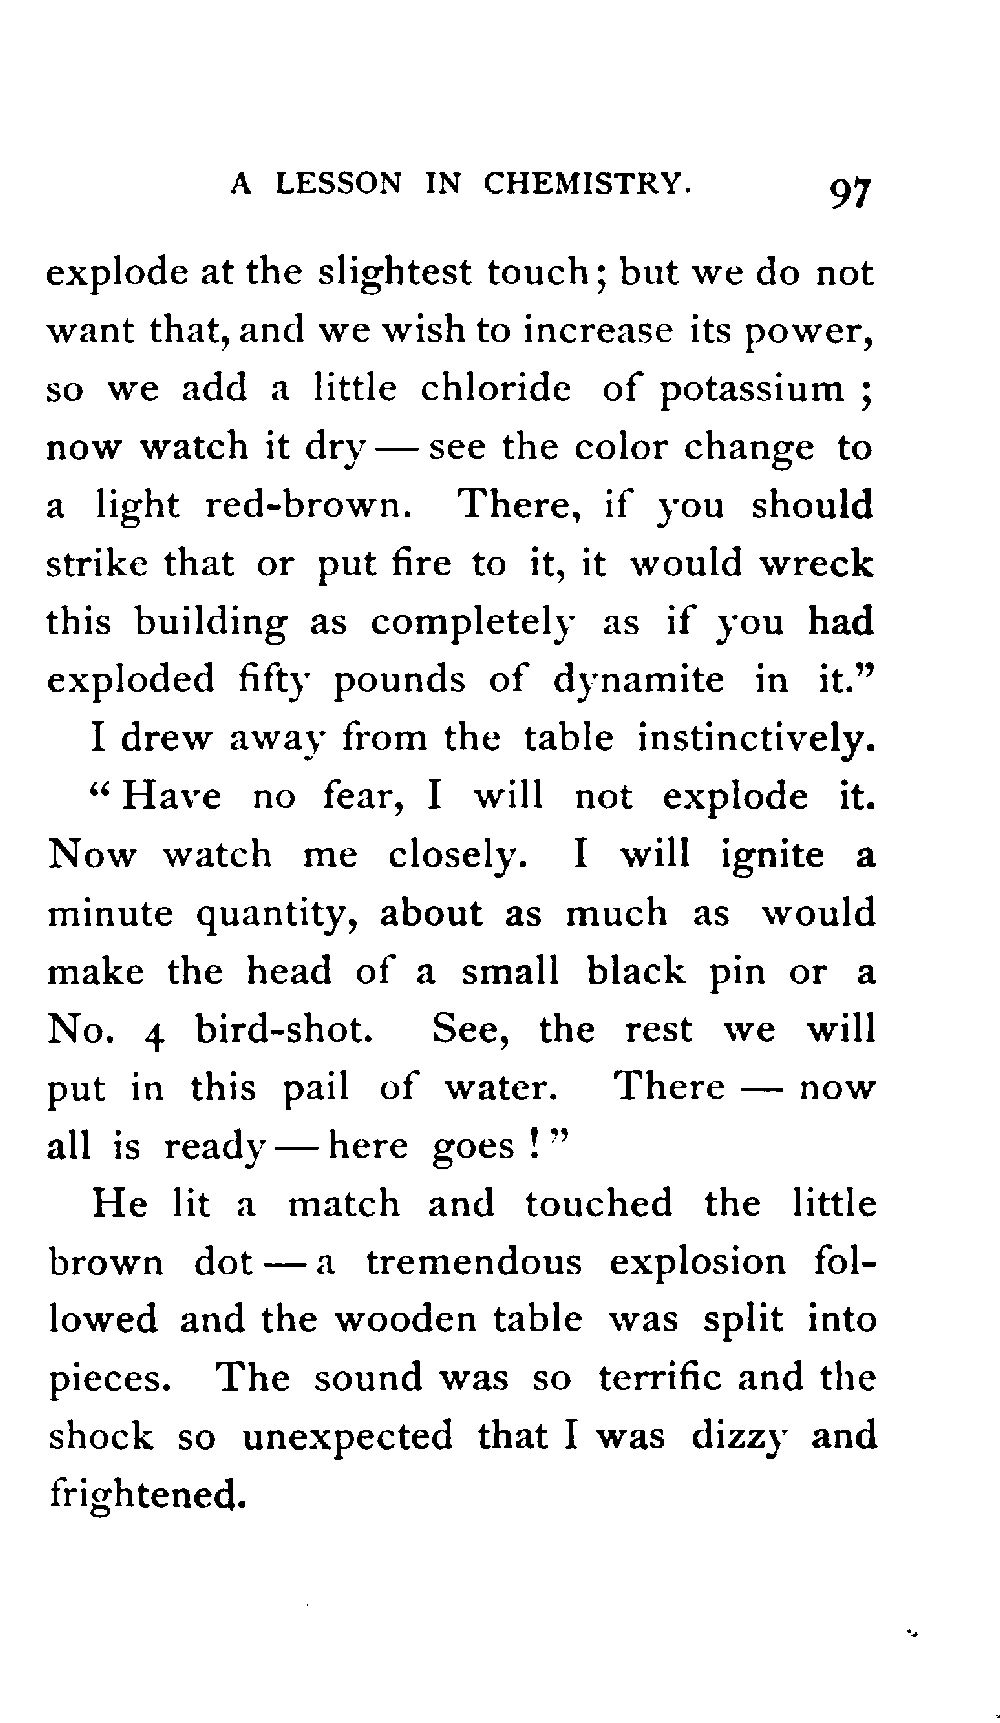 A LESSON IN CHEMISTRY. 97
explode at the slightest touch; but we do not
want that, and we wish to increase its power,
so we add a little chloride of potassium ;
now watch it dry — see the color change to
a light red-brown. There, if you should
strike that or put fire to it, it would wreck
this building as completely as if you had
exploded fifty pounds of dynamite in it.”
I drew away from the table instinctively.
“ Have no fear, I will not explode it.
Now watch me closely. I will ignite a
minute quantity, about as much as would
make the head of a small black pin or a
No. 4 bird-shot. See, the rest we will
put in this pail of water. There — now
all is ready — here goes ! ”
He lit a match and touched the little
brown dot — a tremendous explosion fol-
lowed and the wooden table was split into
pieces. The sound was so terrific and the
shock so unexpected that I was dizzy and
frightened.